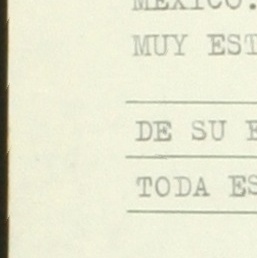 MEXICO.
MUY EST
DE SU E
TODA ES